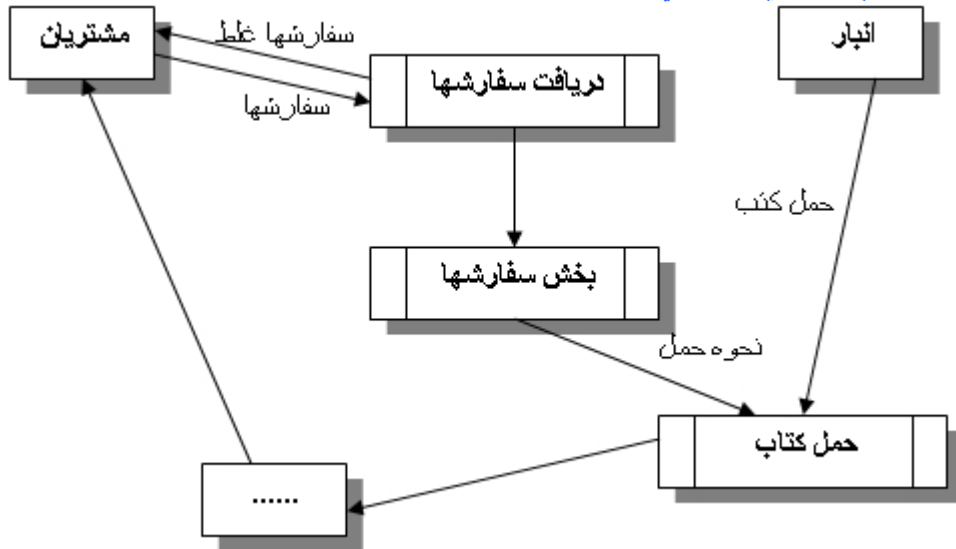 انبار
مشتریان
سفارشها غلط
دریافت سفارشها
سفارشها
حمل کتب
بخش سفارشها
نحوه حمل
حمل کتاب
......